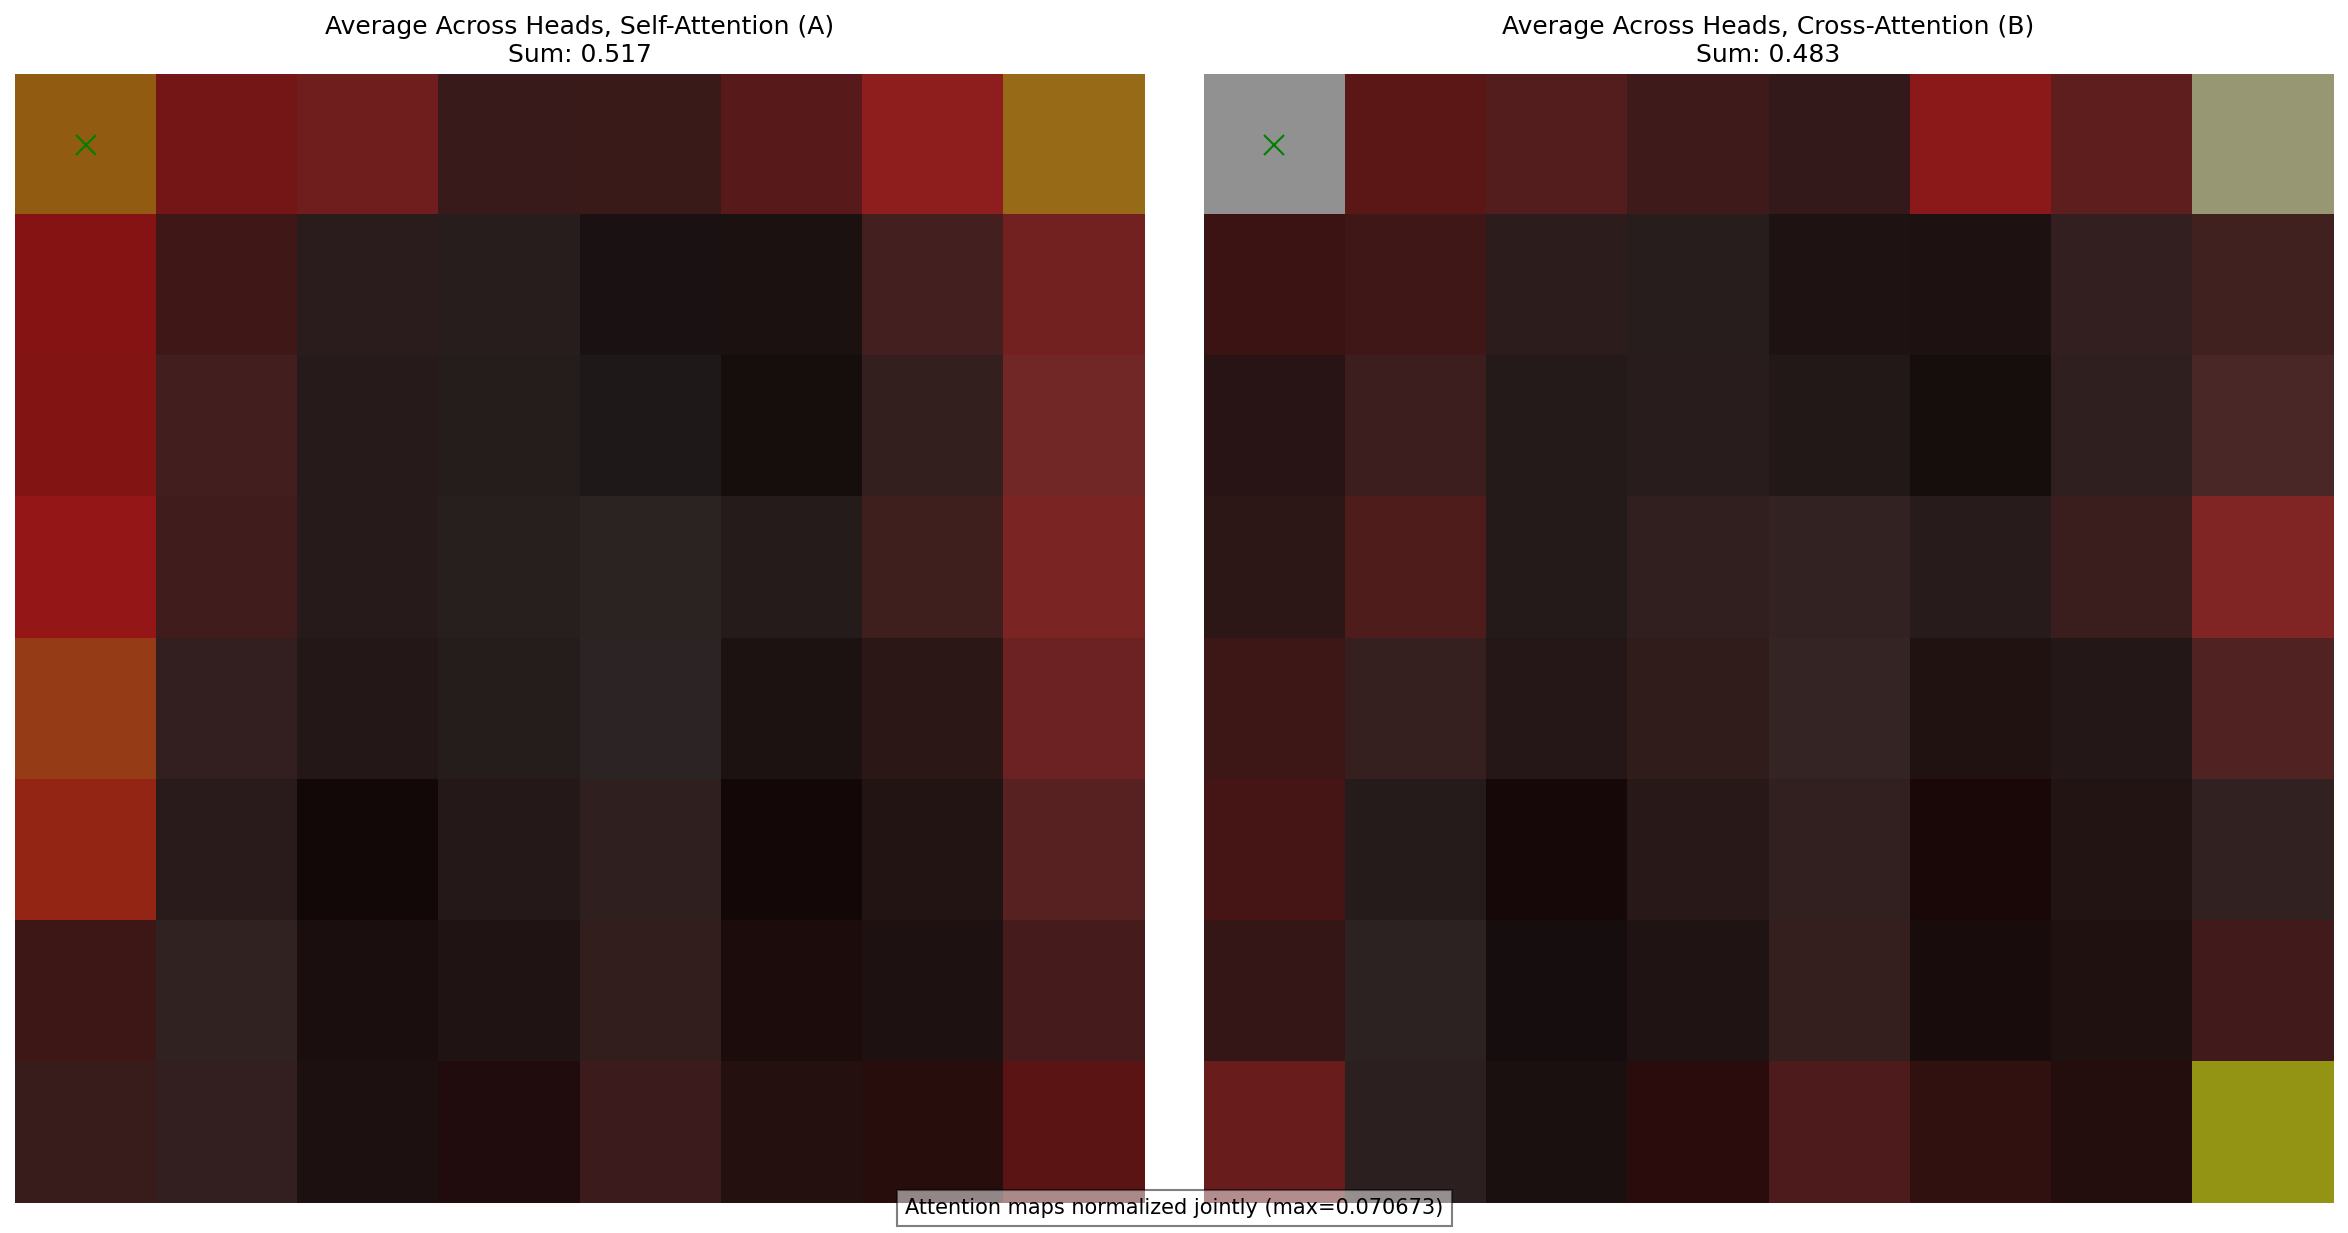 Average Across Heads, Self-Attention (A)
Sum: 0.517
Average Across Heads, Cross-Attention (B)
Sum: 0.483
Attention maps normalized jointly (max=0.070673)